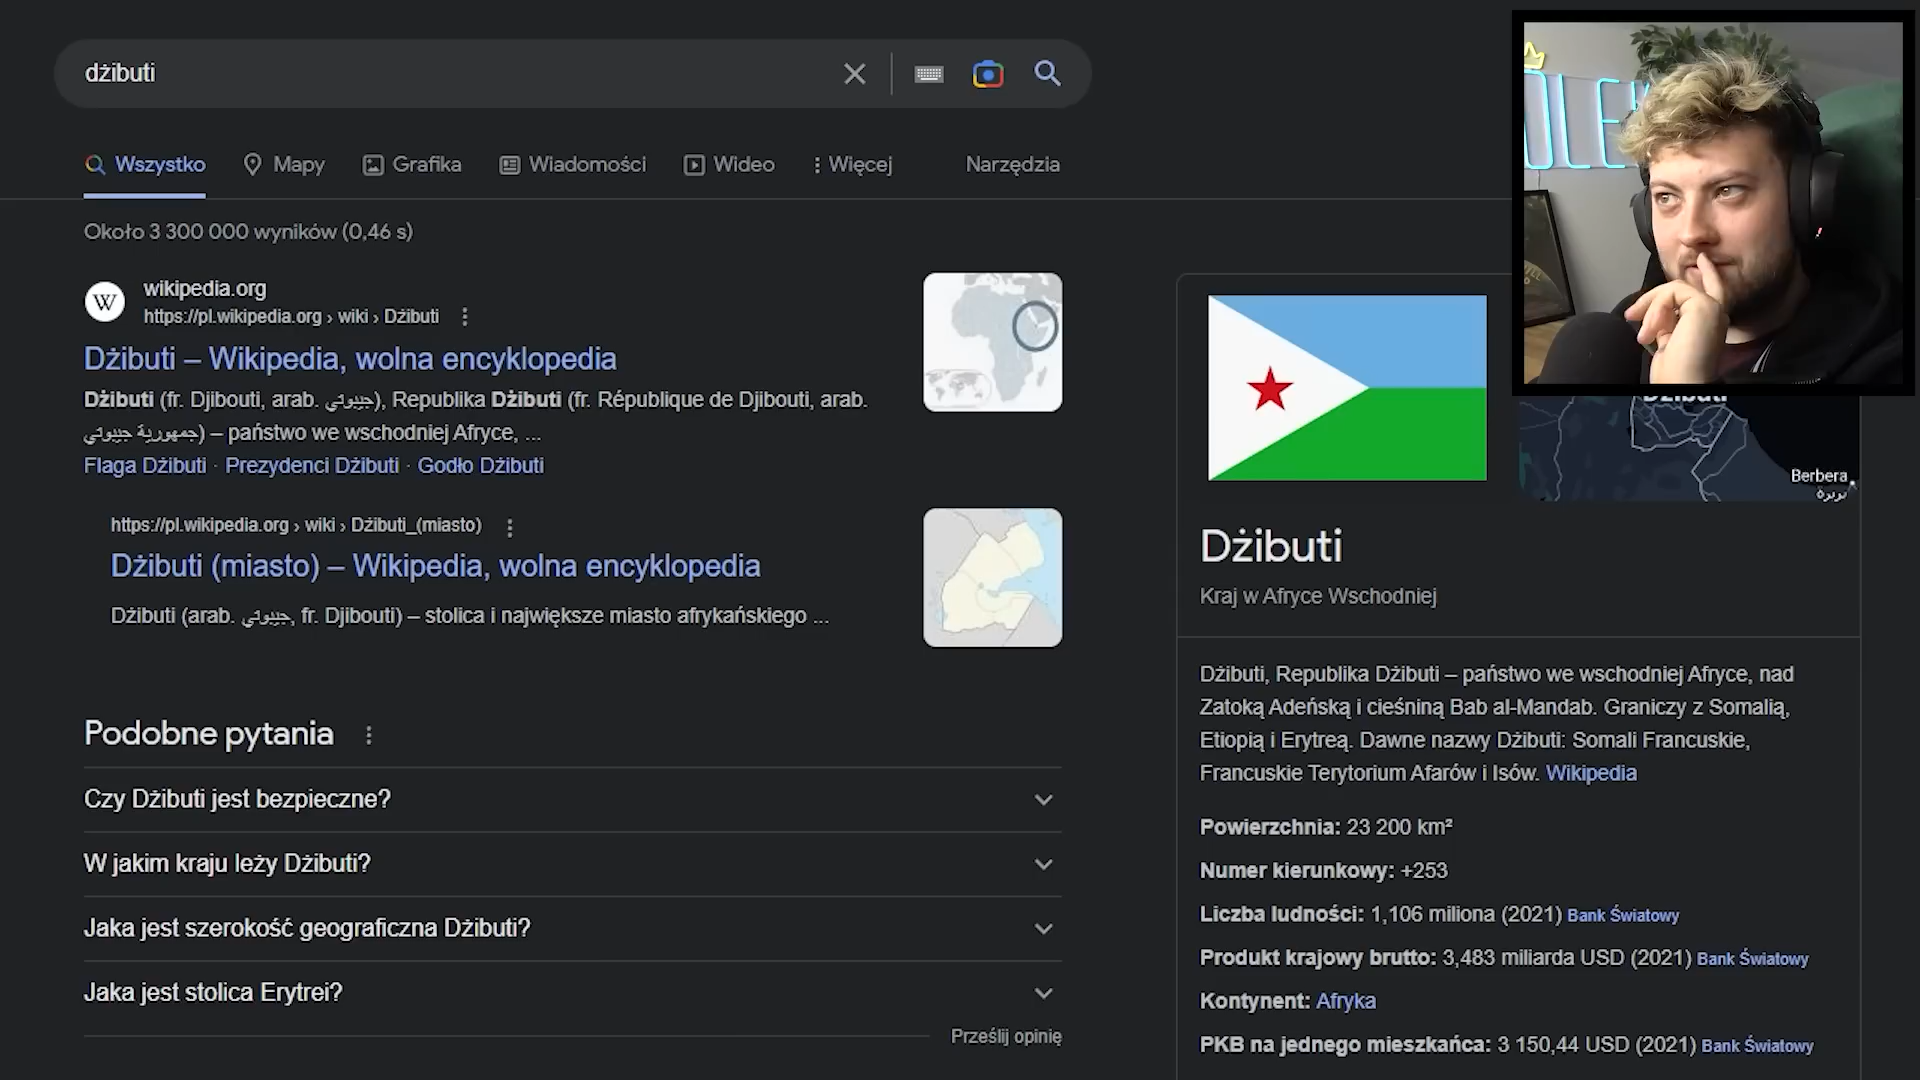 dżibuti
Wszystko
Mapy
Grafika
Wiadomości
Wideo
Więcej
Narzędzia
Około 3 300 000 wyników (0,46 s)
W
wikipedia.org
https://pl.wikipedia.org › wiki › Dżibuti
Dżibuti – Wikipedia, wolna encyklopedia
Dżibuti (fr. Djibouti, arab. جيبوتي), Republika Dżibuti (fr. République de Djibouti, arab.
جمهورية جيبوتي) – państwo we wschodniej Afryce, ...
Flaga Dżibuti · Prezydenci Dżibuti · Godło Dżibuti
https://pl.wikipedia.org › wiki › Dżibuti_(miasto)
Dżibuti (miasto) – Wikipedia, wolna encyklopedia
Dżibuti (arab. جيبوتي, fr. Djibouti) – stolica i największe miasto afrykańskiego ...
Podobne pytania
Czy Dżibuti jest bezpieczne?
W jakim kraju leży Dżibuti?
Jaka jest szerokość geograficzna Dżibuti?
Jaka jest stolica Erytrei?
Prześlij opinię
Dżibuti
Berbera
بربرة
Dżibuti
Kraj w Afryce Wschodniej
Dżibuti, Republika Dżibuti – państwo we wschodniej Afryce, nad
Zatoką Adeńską i cieśniną Bab al-Mandab. Graniczy z Somalią,
Etiopią i Erytreą. Dawne nazwy Dżibuti: Somali Francuskie,
Francuskie Terytorium Afarów i Isów. Wikipedia
Powierzchnia: 23 200 km²
Numer kierunkowy: +253
Liczba ludności: 1,106 miliona (2021) Bank Światowy
Produkt krajowy brutto: 3,483 miliarda USD (2021) Bank Światowy
Kontynent: Afryka
PKB na jednego mieszkańca: 3 150,44 USD (2021) Bank Światowy